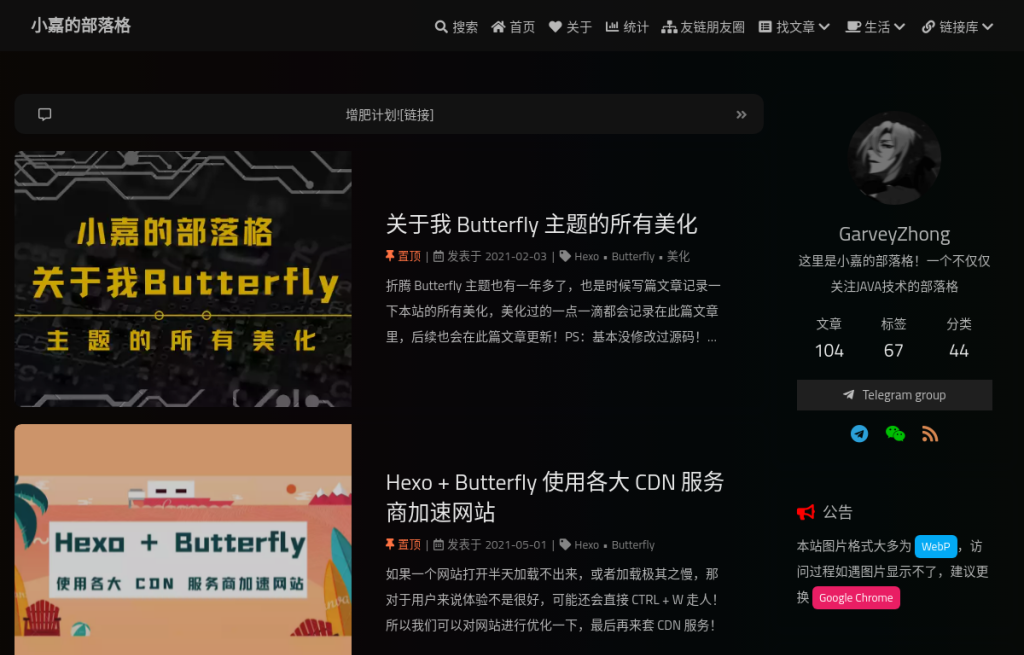 小嘉的部落格
搜索 首页 关于 统计 友链朋友圈 找文章 生活 链接库
增肥计划![链接]
小嘉的部落格
关于我Butterfly
主题的所有美化
关于我 Butterfly 主题的所有美化
置顶 | 发表于 2021-02-03 | Hexo • Butterfly • 美化
折腾 Butterfly 主题也有一年多了，也是时候写篇文章记录一
下本站的所有美化，美化过的一点一滴都会记录在此篇文章
里，后续也会在此篇文章更新！PS：基本没修改过源码！...
Hexo + Butterfly
使用各大 CDN 服务商加速网站
Hexo + Butterfly 使用各大 CDN 服务
商加速网站
置顶 | 发表于 2021-05-01 | Hexo • Butterfly
如果一个网站打开半天加载不出来，或者加载极其之慢，那
对于用户来说体验不是很好，可能还会直接 CTRL + W 走人！
所以我们可以对网站进行优化一下，最后再来套 CDN 服务！
GarveyZhong
这里是小嘉的部落格！一个不仅仅
关注JAVA技术的部落格
文章 标签 分类
104 67 44
Telegram group
公告
本站图片格式大多为 WebP ，访
问过程如遇图片显示不了，建议更
换 Google Chrome